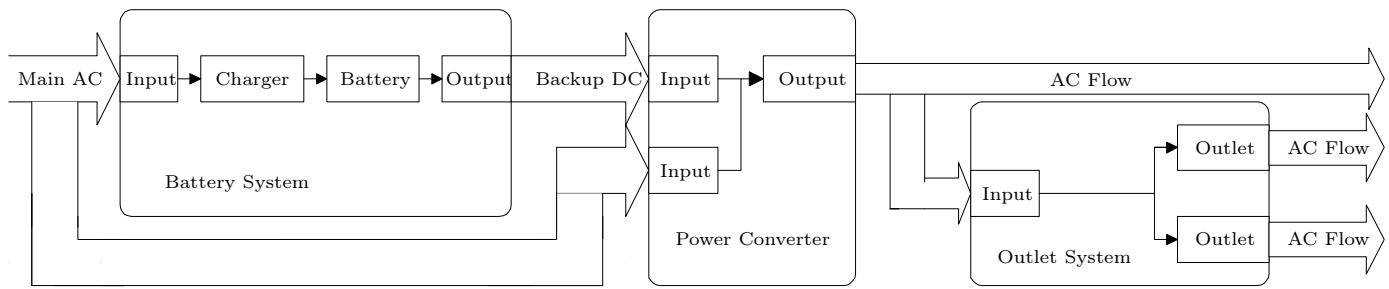 Main AC
Input
Charger
Battery
Output
Backup DC
Input
Output
AC Flow
Input
Battery System
Power Converter
Input
Outlet
AC Flow
Outlet
AC Flow
Outlet System